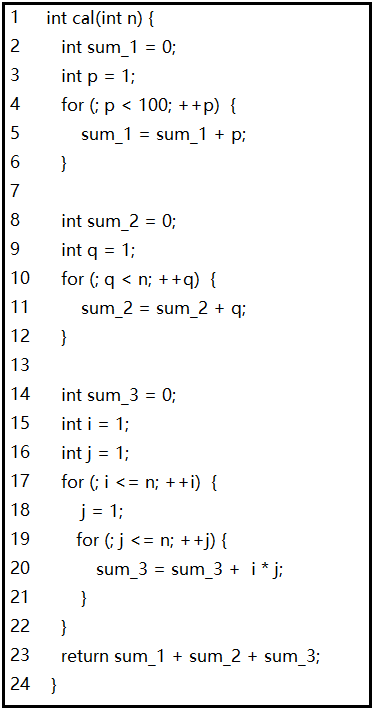 1 int cal(int n) {
2 int sum_1 = 0;
3 int p = 1;
4 for (; p < 100; ++p) {
5 sum_1 = sum_1 + p;
6 }
7
8 int sum_2 = 0;
9 int q = 1;
10 for (; q < n; ++q) {
11 sum_2 = sum_2 + q;
12 }
13
14 int sum_3 = 0;
15 int i = 1;
16 int j = 1;
17 for (; i <= n; ++i) {
18 j = 1;
19 for (; j <= n; ++j) {
20 sum_3 = sum_3 + i * j;
21 }
22 }
23 return sum_1 + sum_2 + sum_3;
24 }